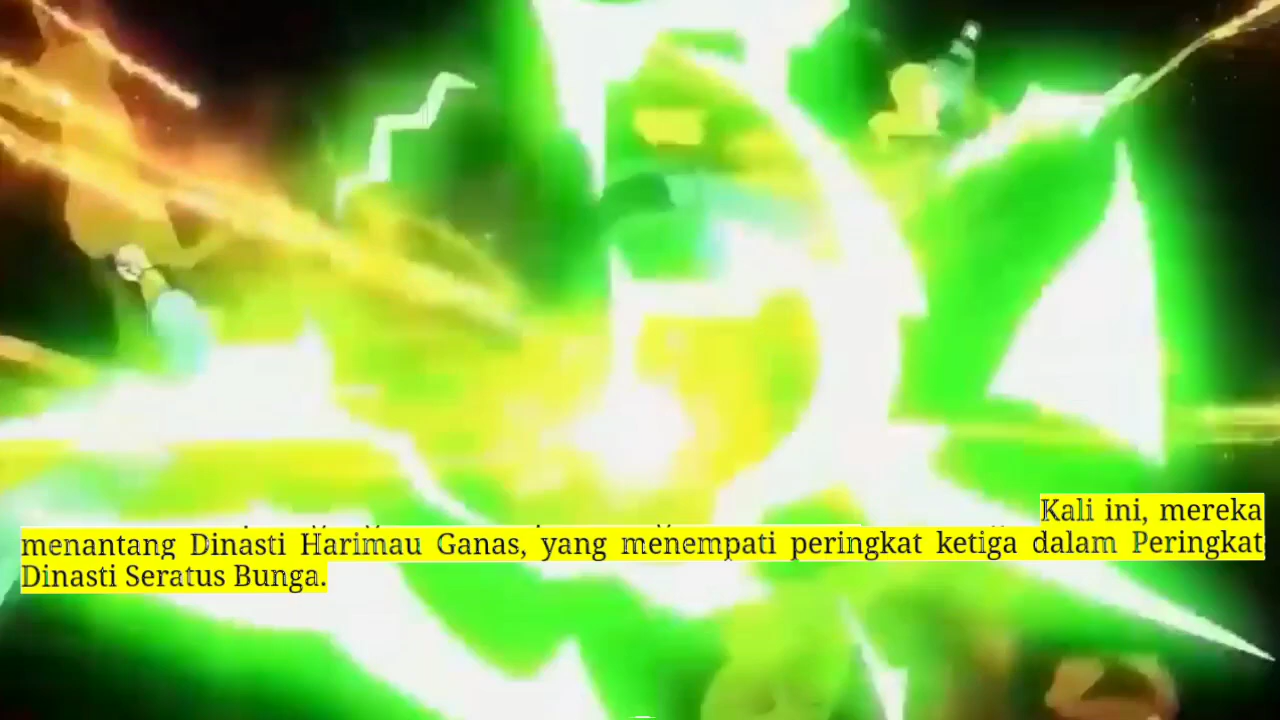 Kali ini, mereka
menantang Dinasti Harimau Ganas, yang menempati peringkat ketiga dalam Peringkat
Dinasti Seratus Bunga.